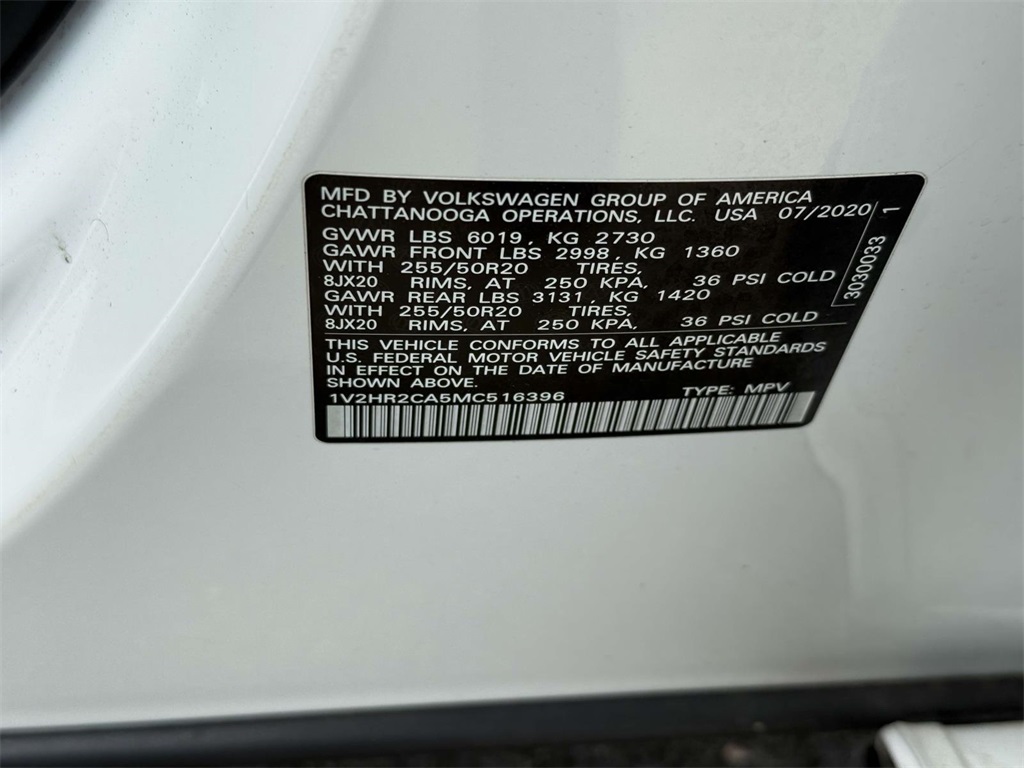 MFD BY VOLKSWAGEN GROUP OF AMERICA
CHATTANOOGA OPERATIONS, LLC. USA 07/2020
GVWR LBS 6019, KG 2730
GAWR FRONT LBS 2998, KG 1360
WITH 255/50R20 TIRES,
8JX20 RIMS, AT 250 KPA, 36 PSI COLD
GAWR REAR LBS 3131, KG 1420
WITH 255/50R20 TIRES,
8JX20 RIMS, AT 250 KPA, 36 PSI COLD
THIS VEHICLE CONFORMS TO ALL APPLICABLE
U.S. FEDERAL MOTOR VEHICLE SAFETY STANDARDS
IN EFFECT ON THE DATE OF MANUFACTURE
SHOWN ABOVE.
1V2HR2CA5MC516396 TYPE: MPV
3030033 1